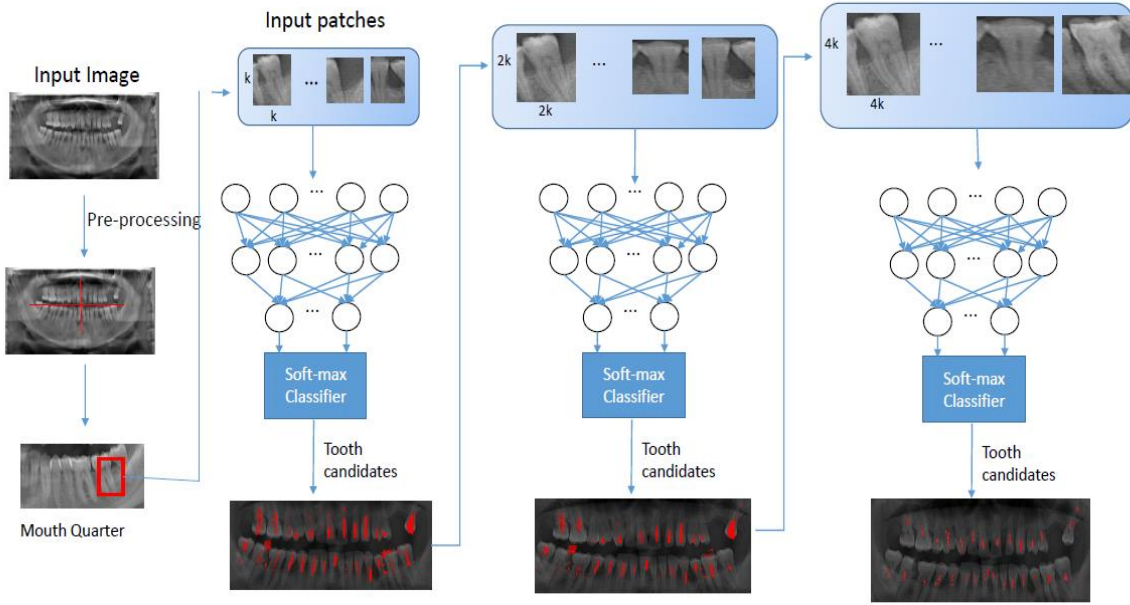 Input Image
Pre-processing
Mouth Quarter
Input patches
k
...
k
...
...
...
Soft-max
Classifier
Tooth
candidates
2k
...
2k
...
...
...
Soft-max
Classifier
Tooth
candidates
4k
...
4k
...
...
...
Soft-max
Classifier
Tooth
candidates